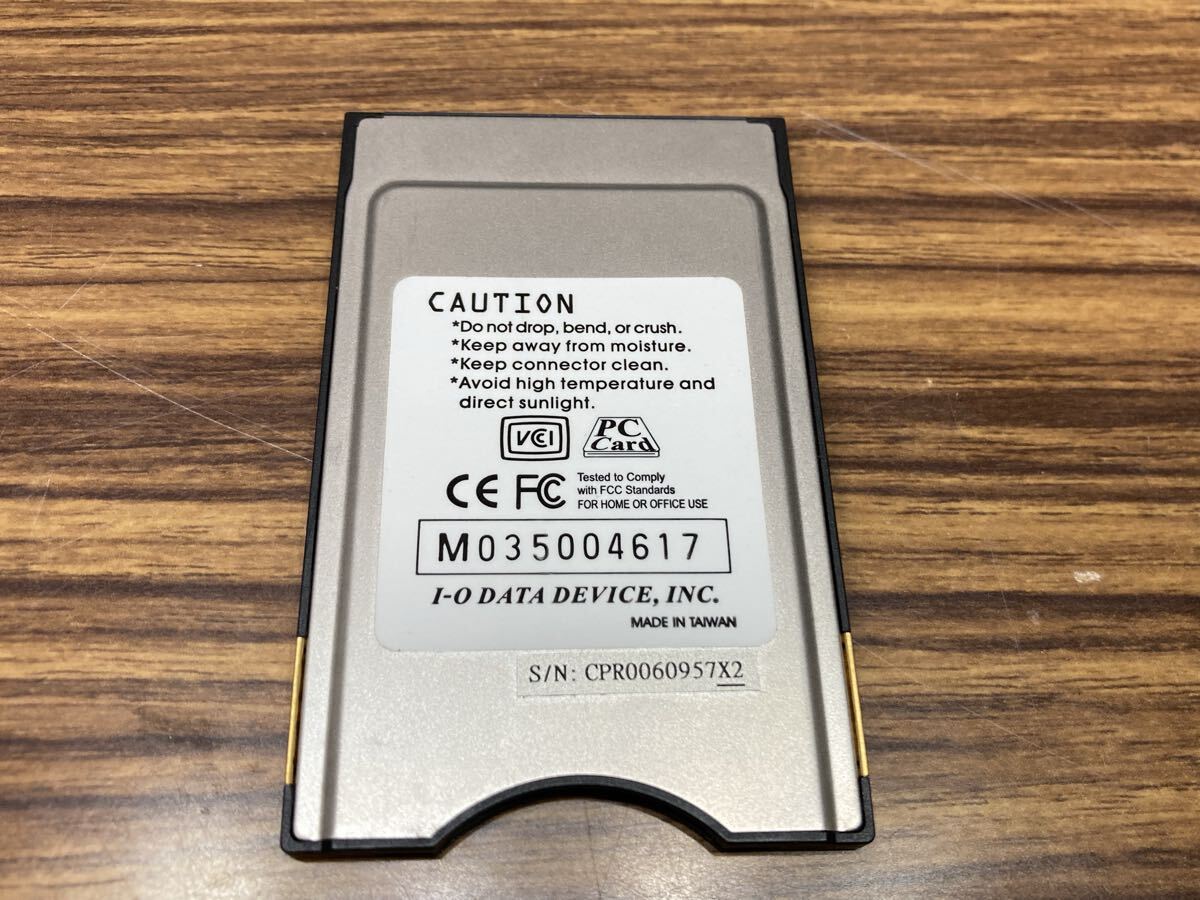 CAUTION
*Do not drop, bend, or crush.
*Keep away from moisture.
*Keep connector clean.
*Avoid high temperature and
direct sunlight.
VCI PC
Card
CE FC Tested to Comply
with FCC Standards
FOR HOME OR OFFICE USE
M035004617
I-O DATA DEVICE, INC.
MADE IN TAIWAN
S/N: CPR0060957X2